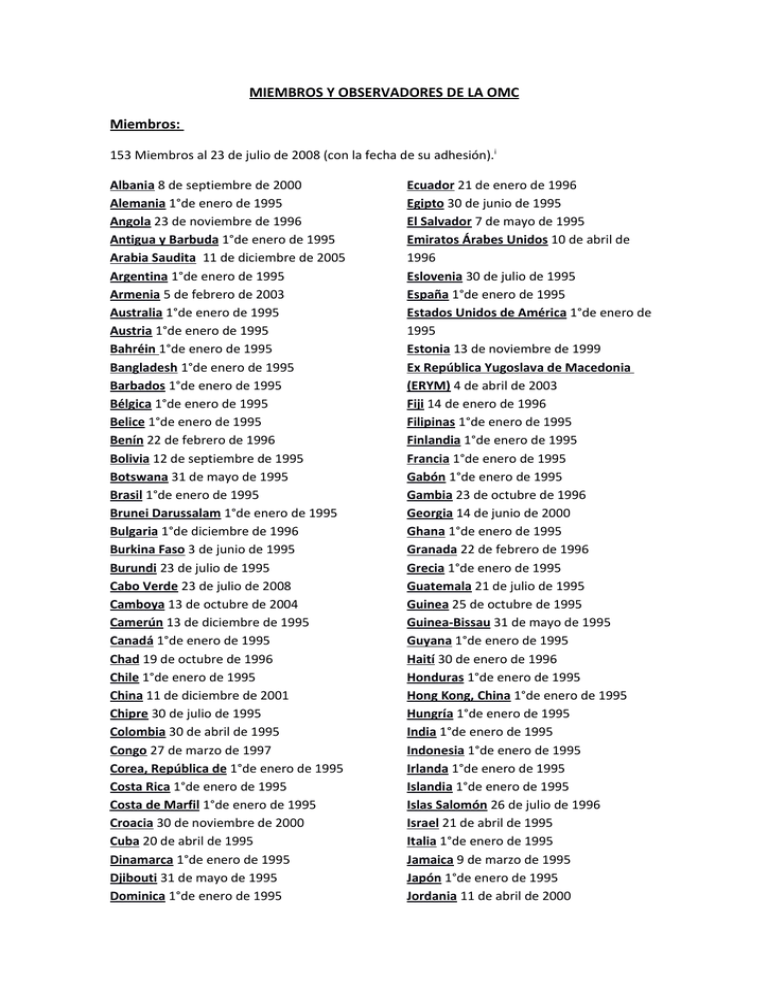 MIEMBROS Y OBSERVADORES DE LA OMC
Miembros:
153 Miembros al 23 de julio de 2008 (con la fecha de su adhesión).i
Albania 8 de septiembre de 2000
Alemania 1°de enero de 1995
Angola 23 de noviembre de 1996
Antigua y Barbuda 1°de enero de 1995
Arabia Saudita  11 de diciembre de 2005
Argentina 1°de enero de 1995
Armenia 5 de febrero de 2003
Australia 1°de enero de 1995
Austria 1°de enero de 1995
Bahréin 1°de enero de 1995
Bangladesh 1°de enero de 1995
Barbados 1°de enero de 1995
Bélgica 1°de enero de 1995
Belice 1°de enero de 1995
Benín 22 de febrero de 1996
Bolivia 12 de septiembre de 1995
Botswana 31 de mayo de 1995
Brasil 1°de enero de 1995
Brunei Darussalam 1°de enero de 1995
Bulgaria 1°de diciembre de 1996
Burkina Faso 3 de junio de 1995
Burundi 23 de julio de 1995
Cabo Verde 23 de julio de 2008
Camboya 13 de octubre de 2004
Camerún 13 de diciembre de 1995
Canadá 1°de enero de 1995
Chad 19 de octubre de 1996
Chile 1°de enero de 1995
China 11 de diciembre de 2001
Chipre 30 de julio de 1995
Colombia 30 de abril de 1995
Congo 27 de marzo de 1997
Corea, República de 1°de enero de 1995
Costa Rica 1°de enero de 1995
Costa de Marfil 1°de enero de 1995
Croacia 30 de noviembre de 2000
Cuba 20 de abril de 1995
Dinamarca 1°de enero de 1995
Djibouti 31 de mayo de 1995
Dominica 1°de enero de 1995
Ecuador 21 de enero de 1996
Egipto 30 de junio de 1995
El Salvador 7 de mayo de 1995
Emiratos Árabes Unidos 10 de abril de
1996
Eslovenia 30 de julio de 1995
España 1°de enero de 1995
Estados Unidos de América 1°de enero de
1995
Estonia 13 de noviembre de 1999
Ex República Yugoslava de Macedonia
(ERYM) 4 de abril de 2003
Fiji 14 de enero de 1996
Filipinas 1°de enero de 1995
Finlandia 1°de enero de 1995
Francia 1°de enero de 1995
Gabón 1°de enero de 1995
Gambia 23 de octubre de 1996
Georgia 14 de junio de 2000
Ghana 1°de enero de 1995
Granada 22 de febrero de 1996
Grecia 1°de enero de 1995
Guatemala 21 de julio de 1995
Guinea 25 de octubre de 1995
Guinea-Bissau 31 de mayo de 1995
Guyana 1°de enero de 1995
Haití 30 de enero de 1996
Honduras 1°de enero de 1995
Hong Kong, China 1°de enero de 1995
Hungría 1°de enero de 1995
India 1°de enero de 1995
Indonesia 1°de enero de 1995
Irlanda 1°de enero de 1995
Islandia 1°de enero de 1995
Islas Salomón 26 de julio de 1996
Israel 21 de abril de 1995
Italia 1°de enero de 1995
Jamaica 9 de marzo de 1995
Japón 1°de enero de 1995
Jordania 11 de abril de 2000